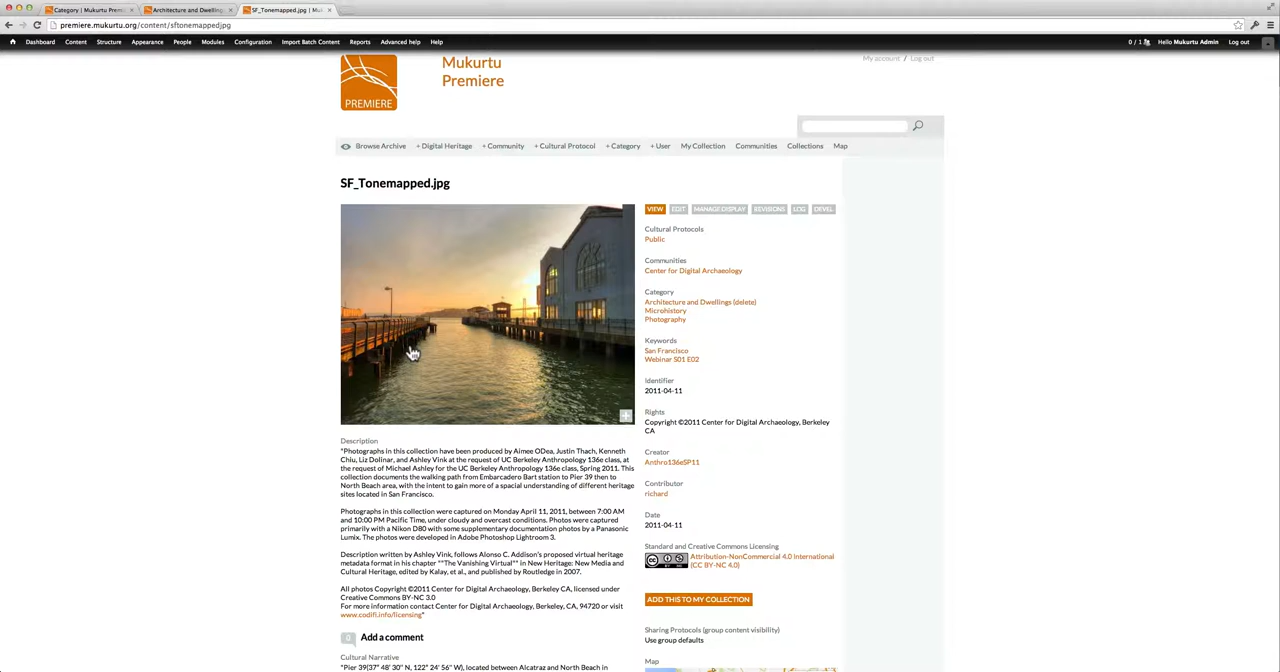 Category | Mukurtu Premi
Architecture and Dwelling
SF_Tonemapped.jpg | Mu
premiere.mukurtu.org/content/sftonemappedjpg
Dashboard Content Structure Appearance People Modules Configuration Import Batch Content Reports Advanced help Help 0 / 1 Hello Mukurtu Admin Log out
PREMIERE
Mukurtu
Premiere
My account / Log out
Browse Archive + Digital Heritage + Community + Cultural Protocol + Category + User My Collection Communities Collections Map
SF_Tonemapped.jpg
VIEW EDIT MANAGE DISPLAY REVISIONS LOG DEVEL
Cultural Protocols
Public
Communities
Center for Digital Archaeology
Category
Architecture and Dwellings (delete)
Microhistory
Photography
Keywords
San Francisco
Webinar S01 E02
Identifier
2011-04-11
Rights
Copyright ©2011 Center for Digital Archaeology, Berkeley
CA
Creator
Anthro136eSP11
Contributor
richard
Date
2011-04-11
Standard and Creative Commons Licensing
Attribution-NonCommercial 4.0 International
(CC BY-NC 4.0)
ADD THIS TO MY COLLECTION
Sharing Protocols (group content visibility)
Use group defaults
Map
Description
"Photographs in this collection have been produced by Aimee ODea, Justin Thach, Kenneth
Chiu, Liz Dolinar, and Ashley Vink at the request of UC Berkeley Anthropology 136e class, at
the request of Michael Ashley for the UC Berkeley Anthropology 136e class, Spring 2011. This
collection documents the walking path from Embarcadero Bart station to Pier 39 then to
North Beach area, with the intent to gain more of a spacial understanding of different heritage
sites located in San Francisco.
Photographs in this collection were captured on Monday April 11, 2011, between 7:00 AM
and 10:00 PM Pacific Time, under cloudy and overcast conditions. Photos were captured
primarily with a Nikon D80 with some supplementary documentation photos by a Panasonic
Lumix. The photos were developed in Adobe Photoshop Lightroom 3.
Description written by Ashley Vink, follows Alonso C. Addison's proposed virtual heritage
metadata format in his chapter ""The Vanishing Virtual"" in New Heritage: New Media and
Cultural Heritage, edited by Kalay, et al., and published by Routledge in 2007.
All photos Copyright ©2011 Center for Digital Archaeology, Berkeley CA, licensed under
Creative Commons BY-NC 3.0
For more information contact Center for Digital Archaeology, Berkeley, CA, 94720 or visit
www.codifi.info/licensing"
0 Add a comment
Cultural Narrative
"Pier 39[37° 48' 30" N, 122° 24' 56" W), located between Alcatraz and North Beach in